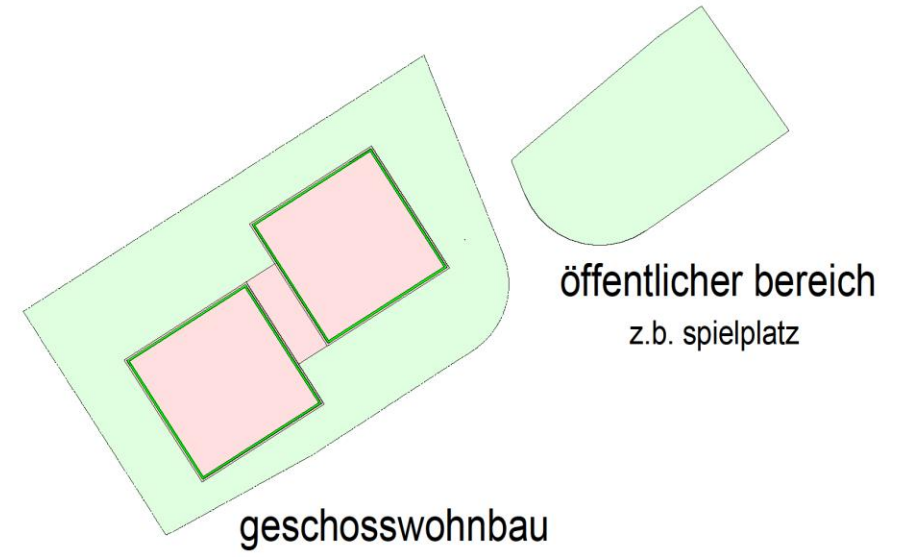 öffentlicher bereich
z.b. spielplatz
geschosswohnbau